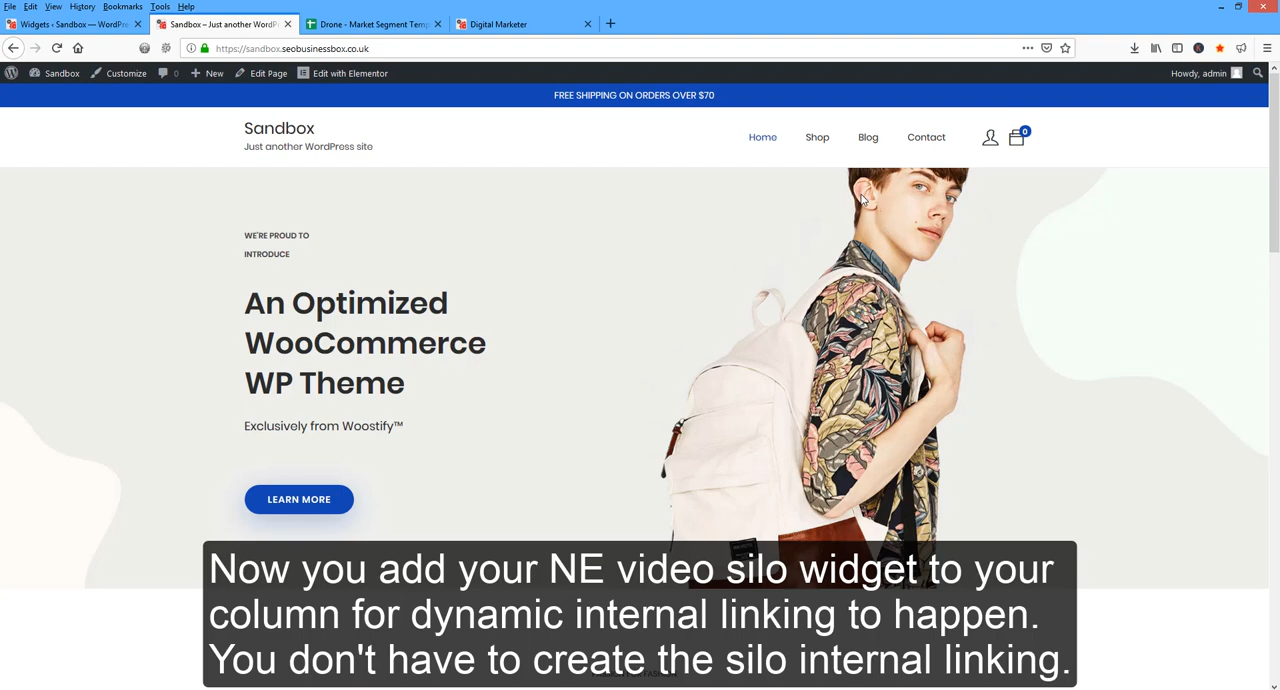 File Edit View History Bookmarks Tools Help
Widgets ‹ Sandbox — WordPre
Sandbox – Just another WordPr
Drone - Market Segment Temp
Digital Marketer
https://sandbox.seobusinessbox.co.uk
Sandbox Customize 0 New Edit Page Edit with Elementor Howdy, admin
FREE SHIPPING ON ORDERS OVER $70
Sandbox
Just another WordPress site
Home Shop Blog Contact 0
WE'RE PROUD TO
INTRODUCE
An Optimized
WooCommerce
WP Theme
Exclusively from Woostify™
LEARN MORE
Now you add your NE video silo widget to your
column for dynamic internal linking to happen.
You don't have to create the silo internal linking.